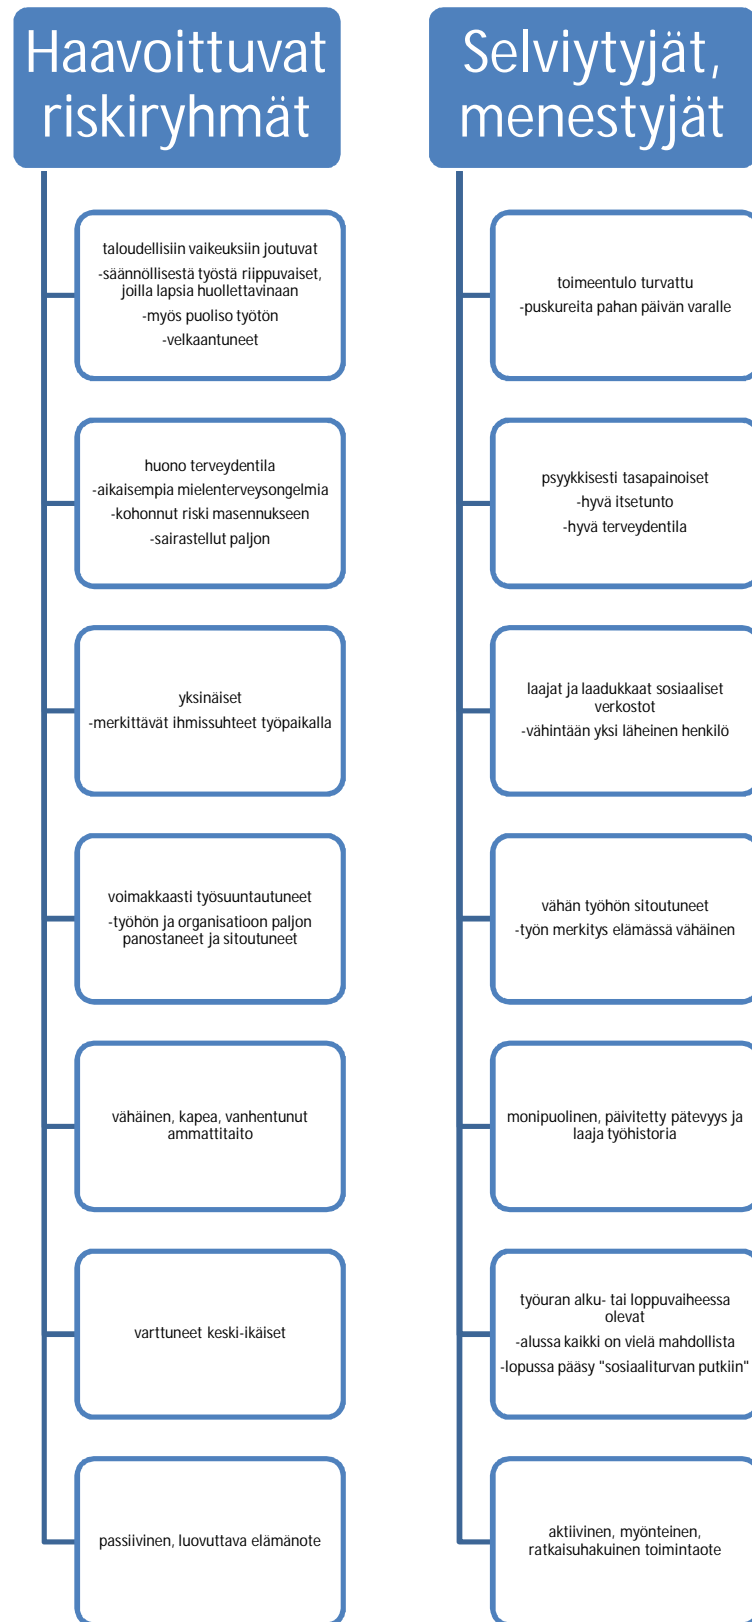 Haavoittuvat
riskiryhmät
taloudellisiin vaikeuksiin joutuvat
-säännöllisestä työstä riippuvaiset,
joilla lapsia huollettavinaan
-myös puoliso työtön
-velkaantuneet
huono terveydentila
-aikaisempia mielenterveysongelmia
-kohonnut riski masennukseen
-sairastellut paljon
yksinäiset
-merkittävät ihmissuhteet työpaikalla
voimakkaasti työsuuntautuneet
-työhön ja organisatioon paljon
panostaneet ja sitoutuneet
vähäinen, kapea, vanhentunut
ammattitaito
varttuneet keski-ikäiset
passiivinen, luovuttava elämänote
Selviytyjät,
menestyjät
toimeentulo turvattu
-puskureita pahan päivän varalle
psyykkisesti tasapainoiset
-hyvä itsetunto
-hyvä terveydentila
laajat ja laadukkaat sosiaaliset
verkostot
-vähintään yksi läheinen henkilö
vähän työhön sitoutuneet
-työn merkitys elämässä vähäinen
monipuolinen, päivitetty pätevyys ja
laaja työhistoria
työuran alku- tai loppuvaiheessa
olevat
-alussa kaikki on vielä mahdollista
-lopussa pääsy "sosiaaliturvan putkiin"
aktiivinen, myönteinen,
ratkaisuhakuinen toimintaote